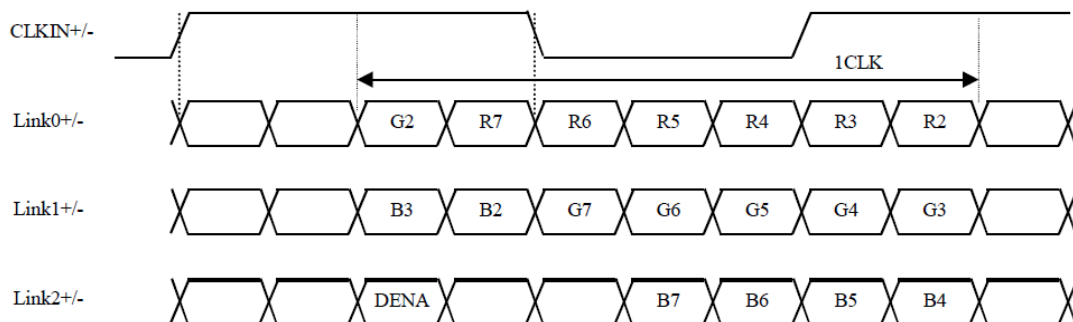 CLKIN+/-
1CLK
Link0+/- G2 R7 R6 R5 R4 R3 R2
Link1+/- B3 B2 G7 G6 G5 G4 G3
Link2+/- DENA B7 B6 B5 B4